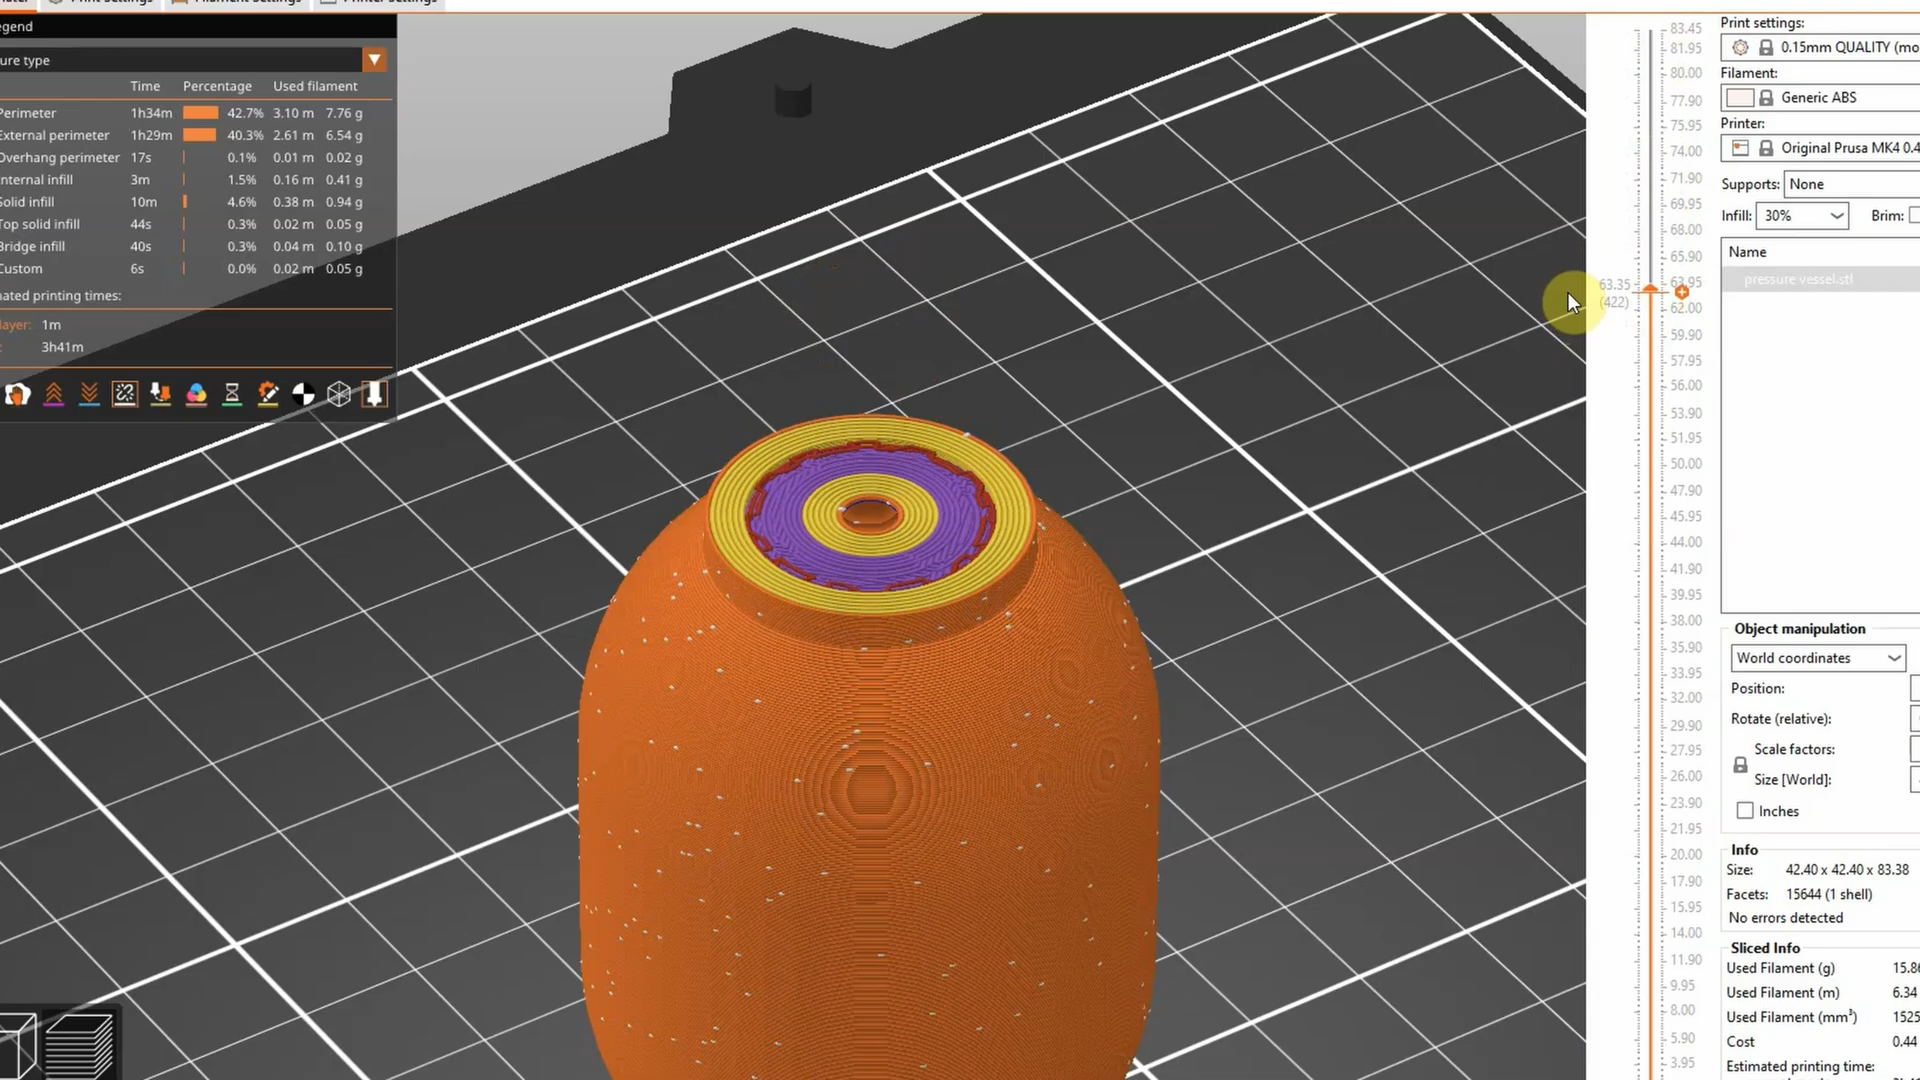 Print Settings Filament Settings Printer Settings
egend
ure type
Time Percentage Used filament
Perimeter 1h34m 42.7% 3.10 m 7.76 g
External perimeter 1h29m 40.3% 2.61 m 6.54 g
Overhang perimeter 17s 0.1% 0.01 m 0.02 g
nternal infill 3m 1.5% 0.16 m 0.41 g
Solid infill 10m 4.6% 0.38 m 0.94 g
Top solid infill 44s 0.3% 0.02 m 0.05 g
Bridge infill 40s 0.3% 0.04 m 0.10 g
Custom 6s 0.0% 0.02 m 0.05 g
ated printing times:
layer: 1m
: 3h41m
63.35
(422)
83.45
81.95
80.00
77.90
75.95
74.00
71.90
69.95
68.00
65.90
63.95
62.00
59.90
57.95
56.00
53.90
51.95
50.00
47.90
45.95
44.00
41.90
39.95
38.00
35.90
33.95
32.00
29.90
27.95
26.00
23.90
21.95
20.00
17.90
15.95
14.00
11.90
9.95
8.00
5.90
3.95
Print settings:
0.15mm QUALITY (mo
Filament:
Generic ABS
Printer:
Original Prusa MK4 0.4
Supports: None
Infill: 30% Brim:
Name
pressure vessel.stl
Object manipulation
World coordinates
Position:
Rotate (relative):
Scale factors:
Size [World]:
Inches
Info
Size: 42.40 x 42.40 x 83.38
Facets: 15644 (1 shell)
No errors detected
Sliced Info
Used Filament (g) 15.86
Used Filament (m) 6.34
Used Filament (mm³) 1525
Cost 0.44
Estimated printing time: